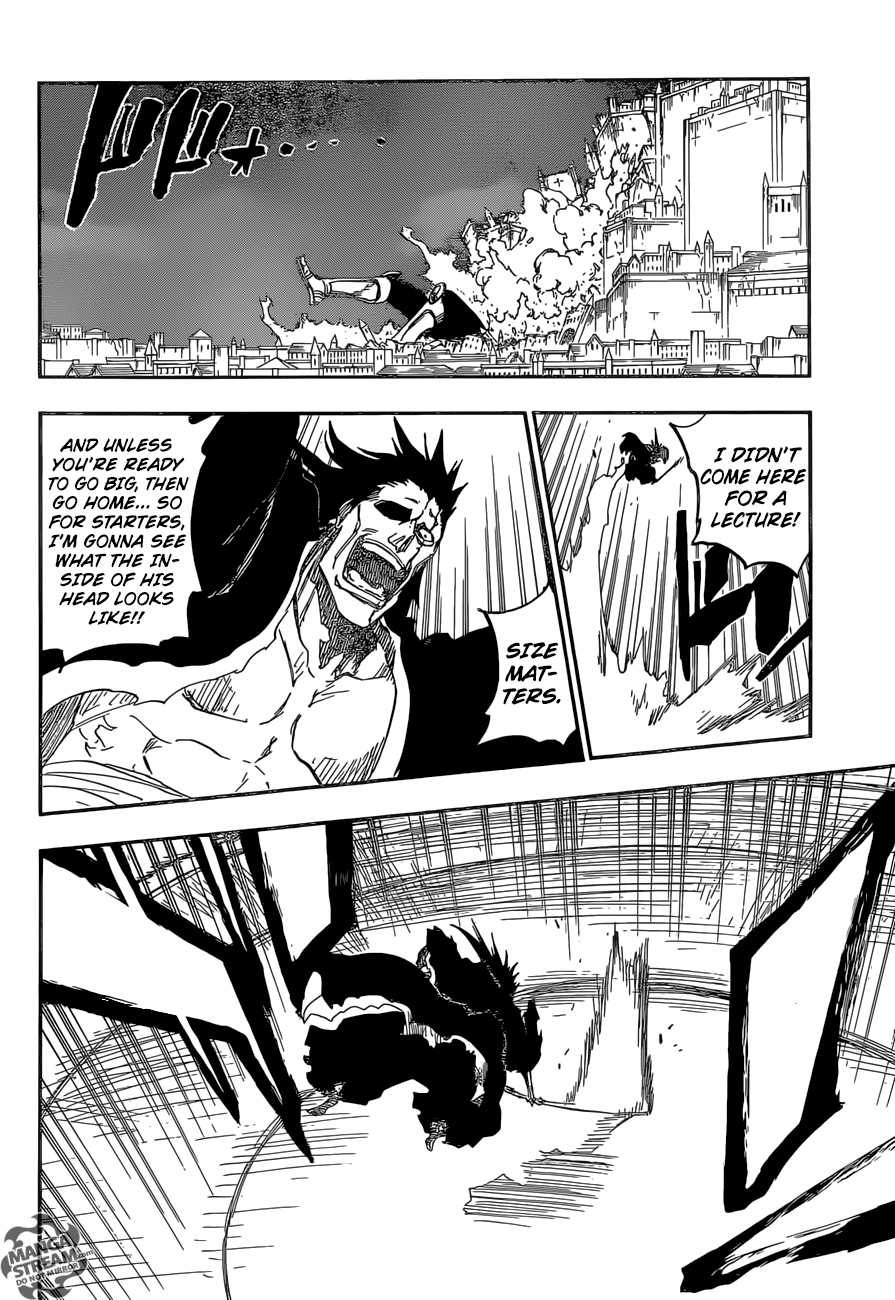 ドドォ...
I DIDN'T
COME HERE
FOR A
LECTURE!
SIZE
MAT-
TERS.
AND UNLESS
YOU'RE READY
TO GO BIG, THEN
GO HOME... SO
FOR STARTERS,
I'M GONNA SEE
WHAT THE IN-
SIDE OF HIS
HEAD LOOKS
LIKE!!
MANGA
STREAM.com
DO NOT MIRROR